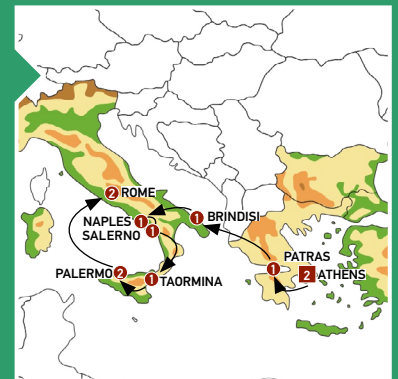 2 ROME
1 BRINDISI
NAPLES 1
SALERNO 1
PATRAS
1
2 ATHENS
PALERMO 2
1 TAORMINA